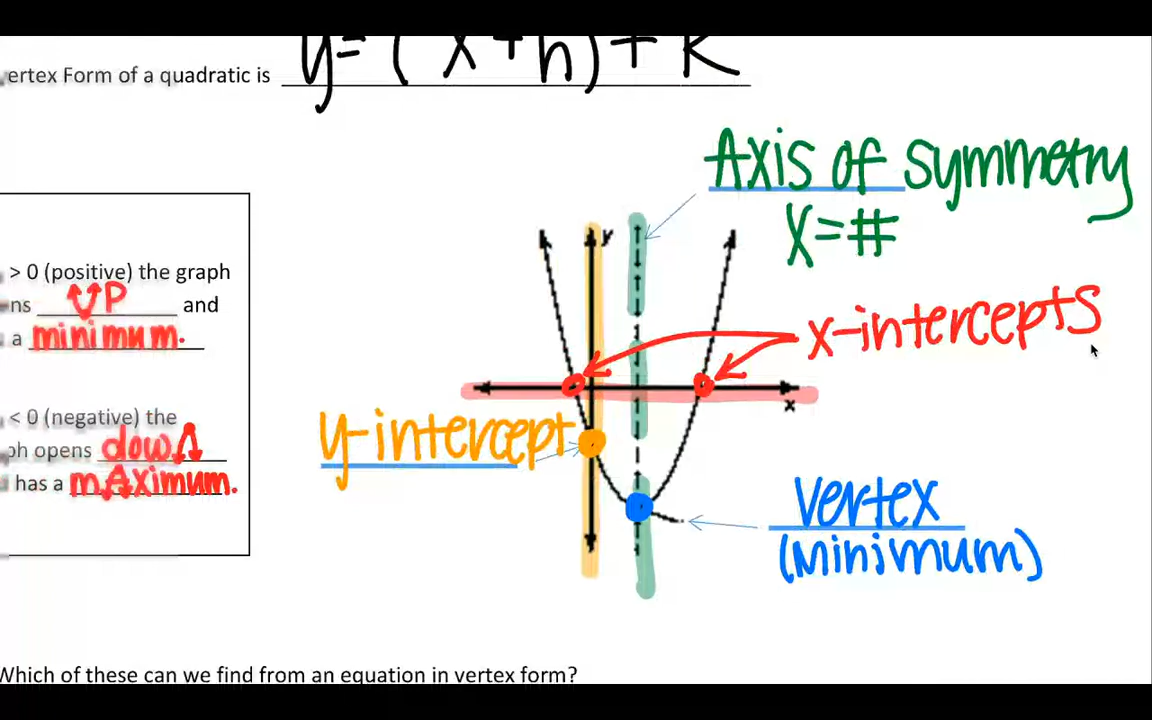 ertex Form of a quadratic is y=(x+h)+k
Axis of symmetry
x=#
> 0 (positive) the graph
ns UP and
a minimum.
y
x-intercepts
x
< 0 (negative) the
ph opens down
has a mAximum.
y-intercept
vertex
(minimum)
Which of these can we find from an equation in vertex form?